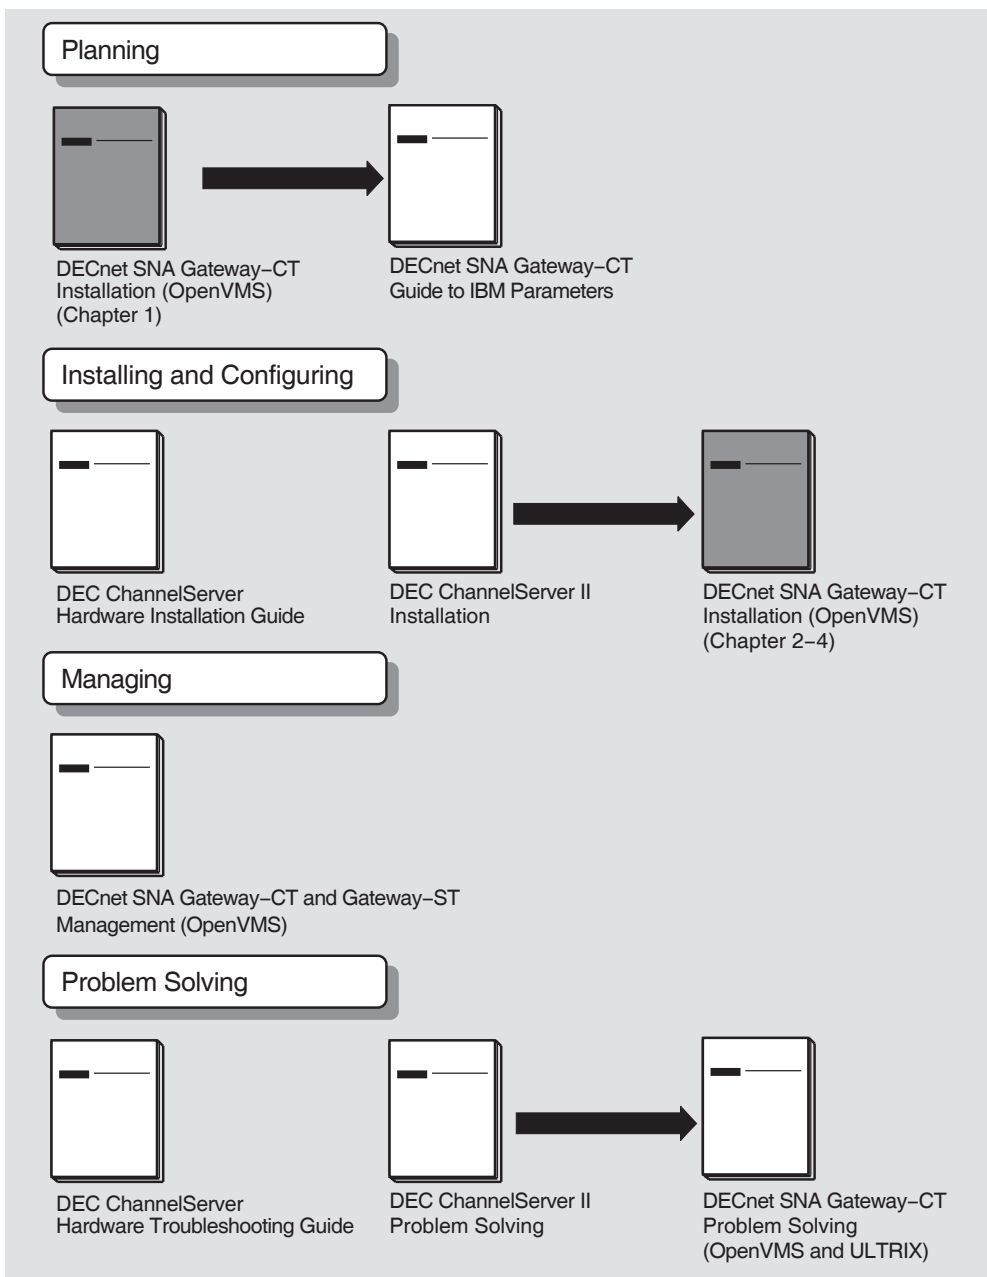 Planning
DECnet SNA Gateway–CT
Installation (OpenVMS)
(Chapter 1)
DECnet SNA Gateway–CT
Guide to IBM Parameters
Installing and Configuring
DEC ChannelServer
Hardware Installation Guide
DEC ChannelServer II
Installation
DECnet SNA Gateway–CT
Installation (OpenVMS)
(Chapter 2–4)
Managing
DECnet SNA Gateway–CT and Gateway–ST
Management (OpenVMS)
Problem Solving
DEC ChannelServer
Hardware Troubleshooting Guide
DEC ChannelServer II
Problem Solving
DECnet SNA Gateway–CT
Problem Solving
(OpenVMS and ULTRIX)